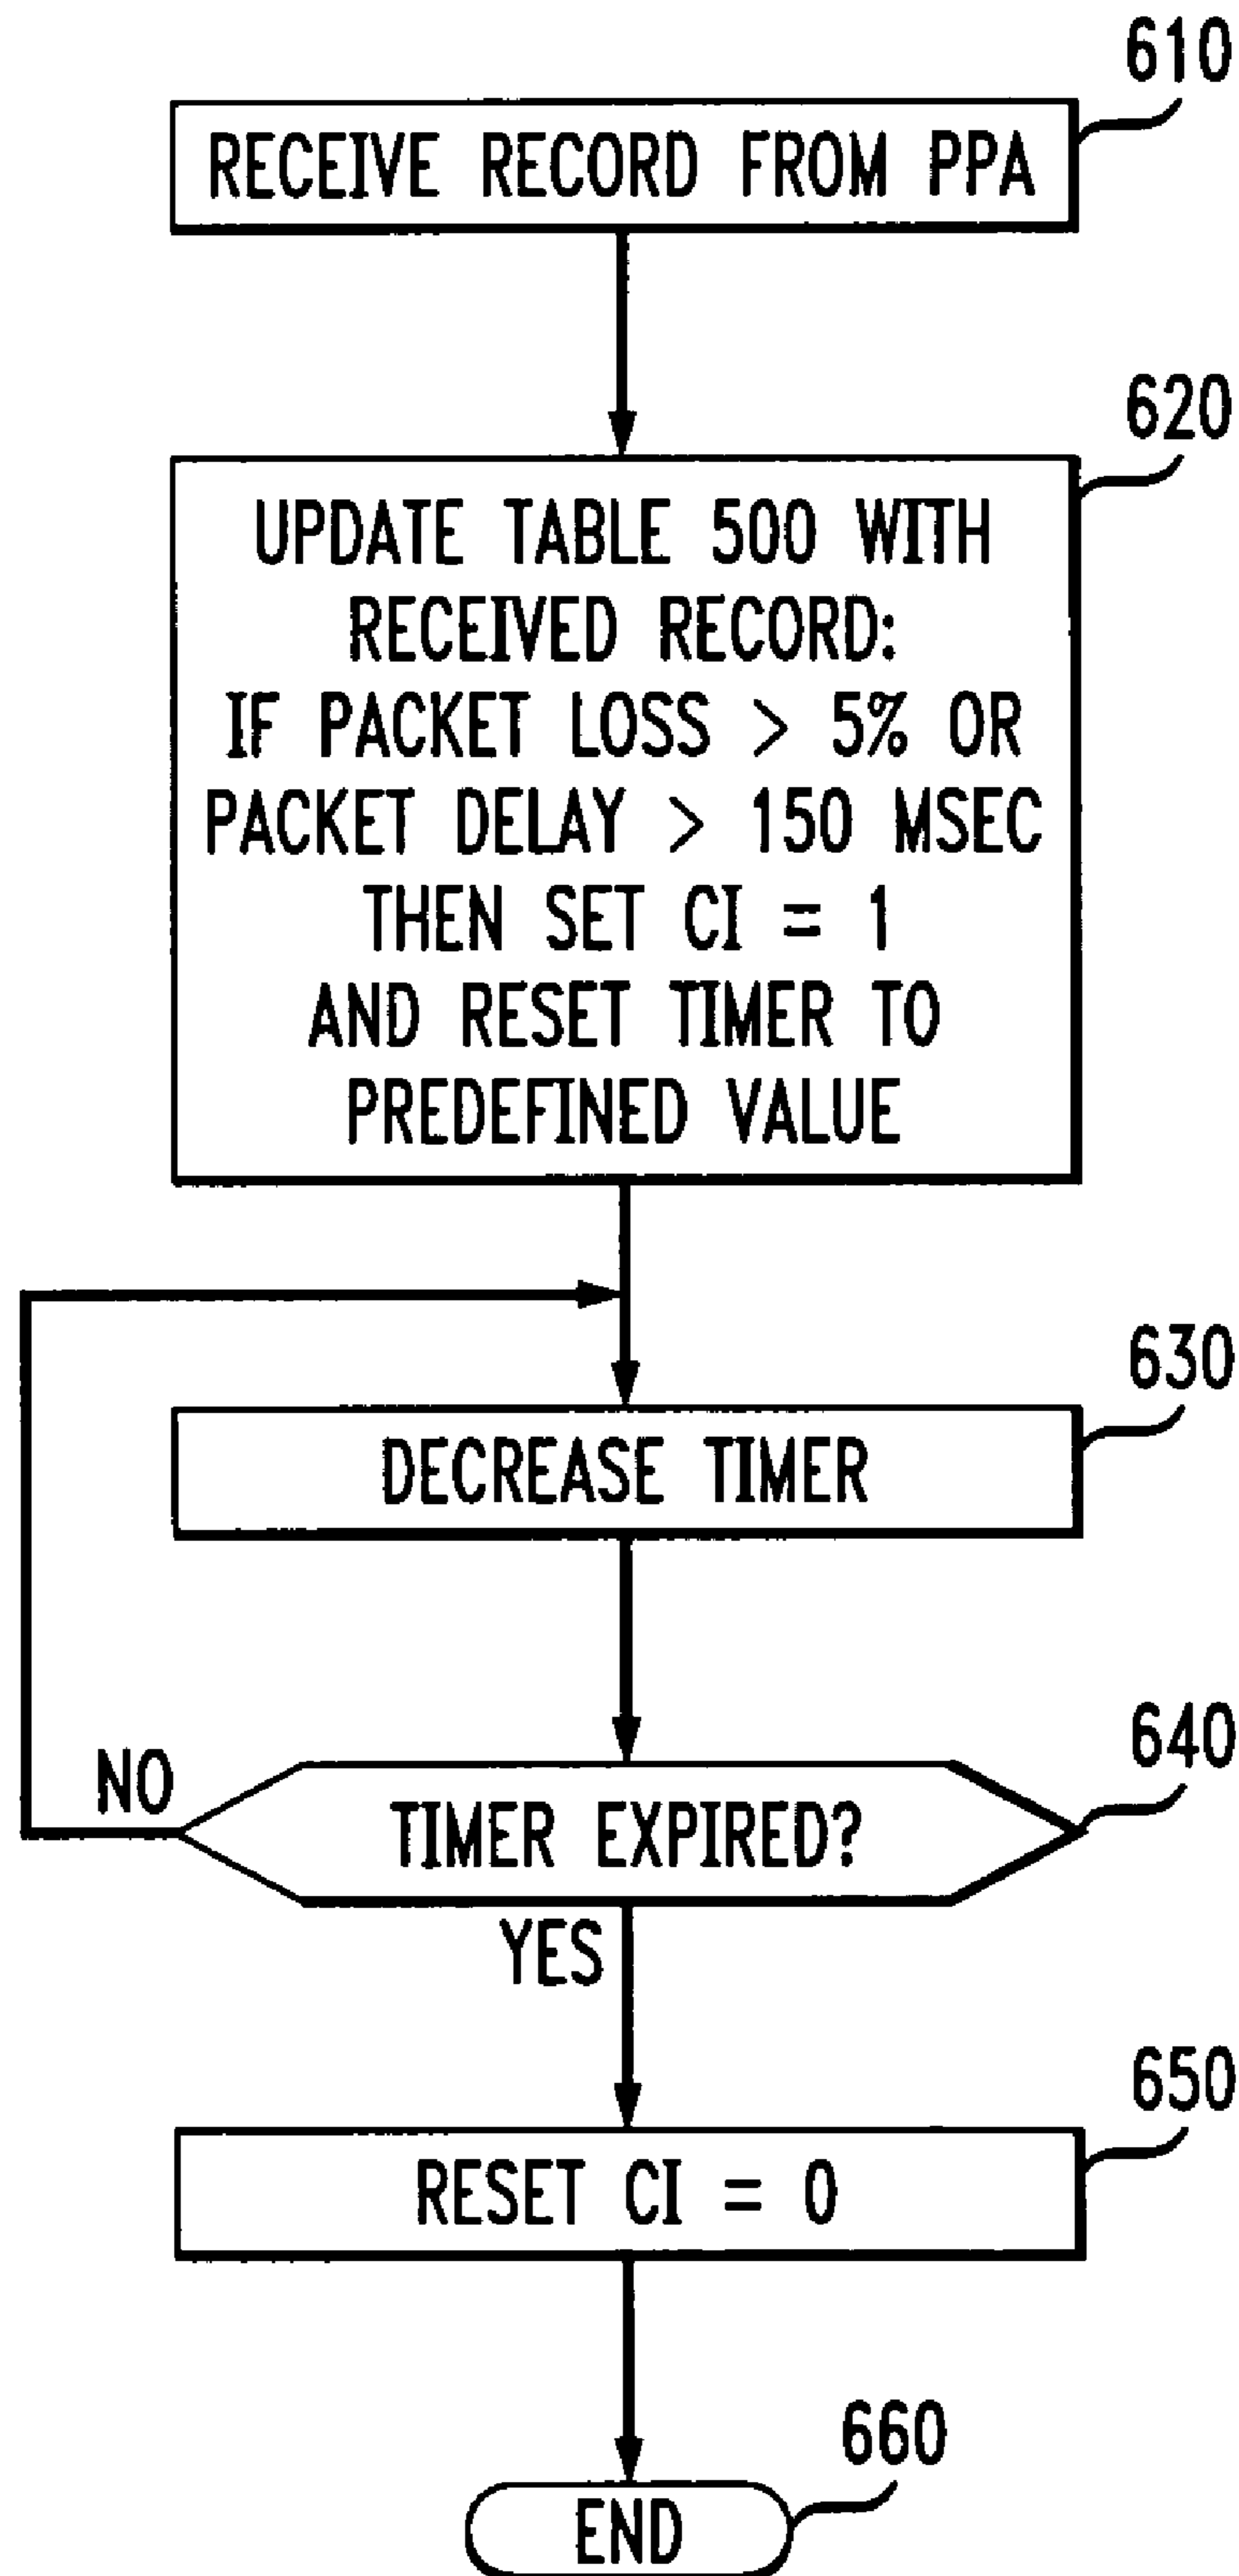 610
RECEIVE RECORD FROM PPA
620
UPDATE TABLE 500 WITH
RECEIVED RECORD:
IF PACKET LOSS > 5% OR
PACKET DELAY > 150 MSEC
THEN SET CI = 1
AND RESET TIMER TO
PREDEFINED VALUE
630
DECREASE TIMER
640
NO
TIMER EXPIRED?
YES
650
RESET CI = 0
660
END